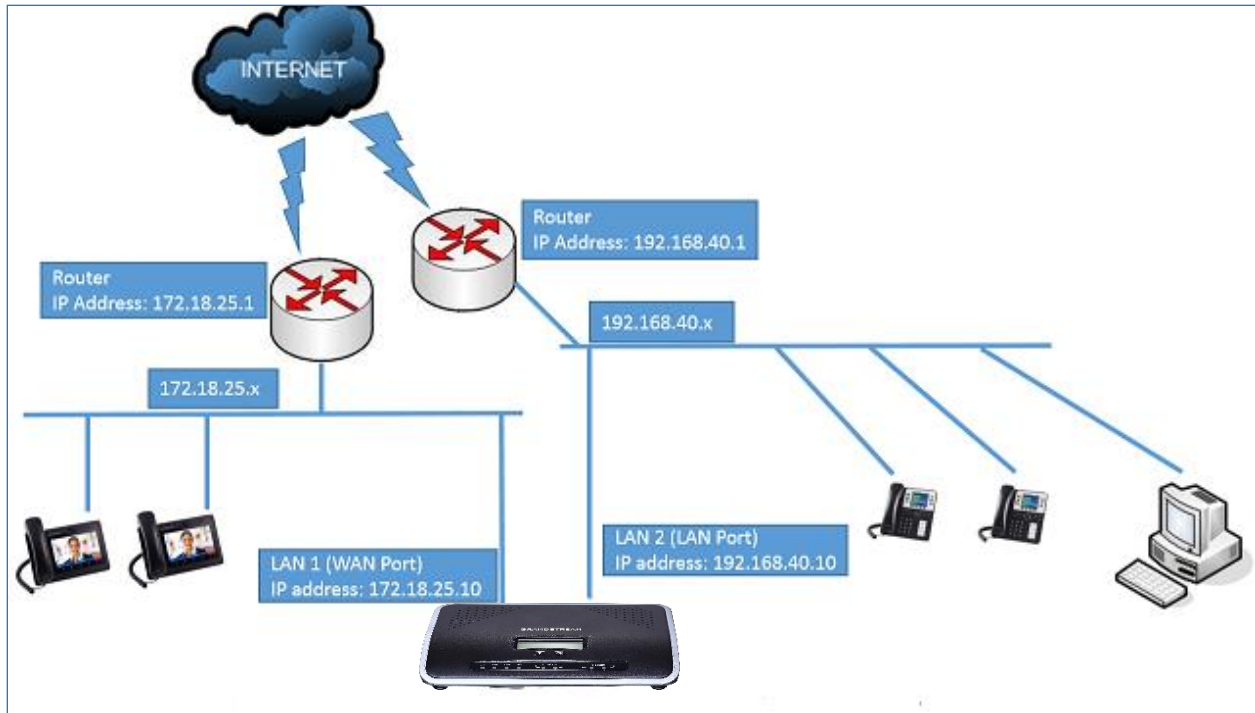 INTERNET
Router
IP Address: 192.168.40.1
Router
IP Address: 172.18.25.1
192.168.40.x
172.18.25.x
LAN 1 (WAN Port)
IP address: 172.18.25.10
LAN 2 (LAN Port)
IP address: 192.168.40.10
GRANDSTREAM